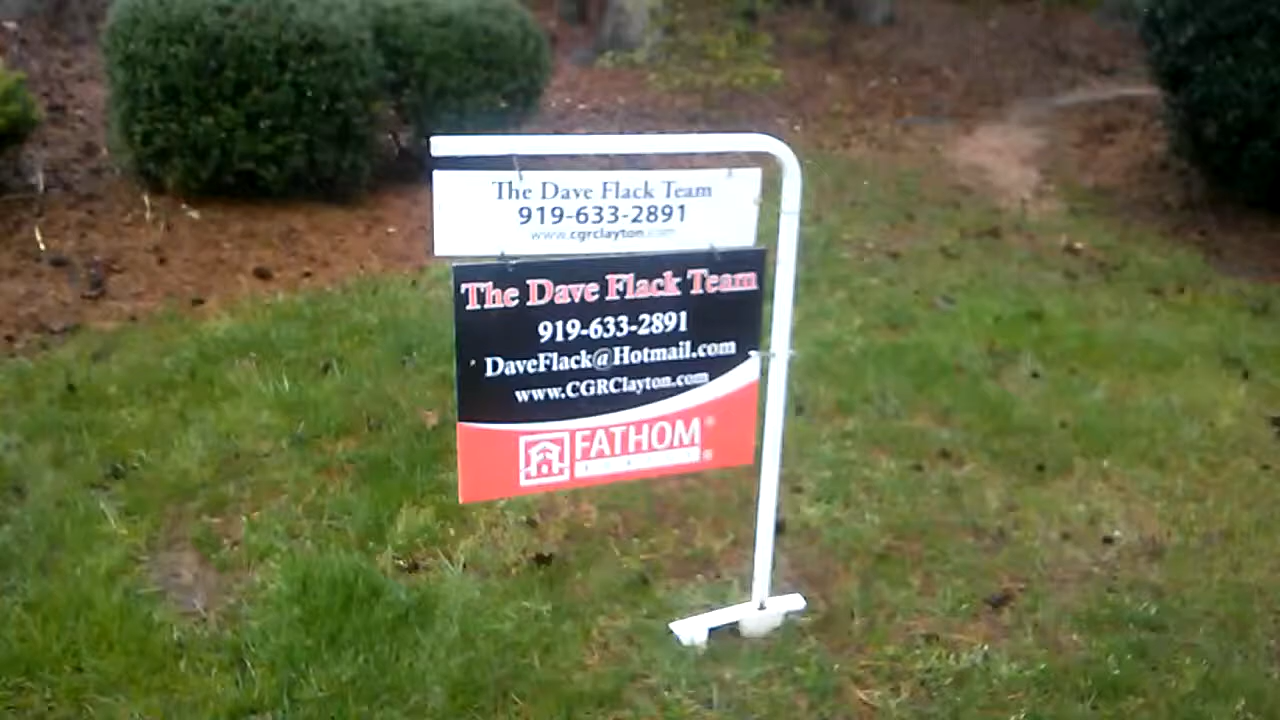 The Dave Flack Team
919-633-2891
www.cgrclayton.com
The Dave Flack Team
919-633-2891
DaveFlack@Hotmail.com
www.CGRClayton.com
FATHOM®
®